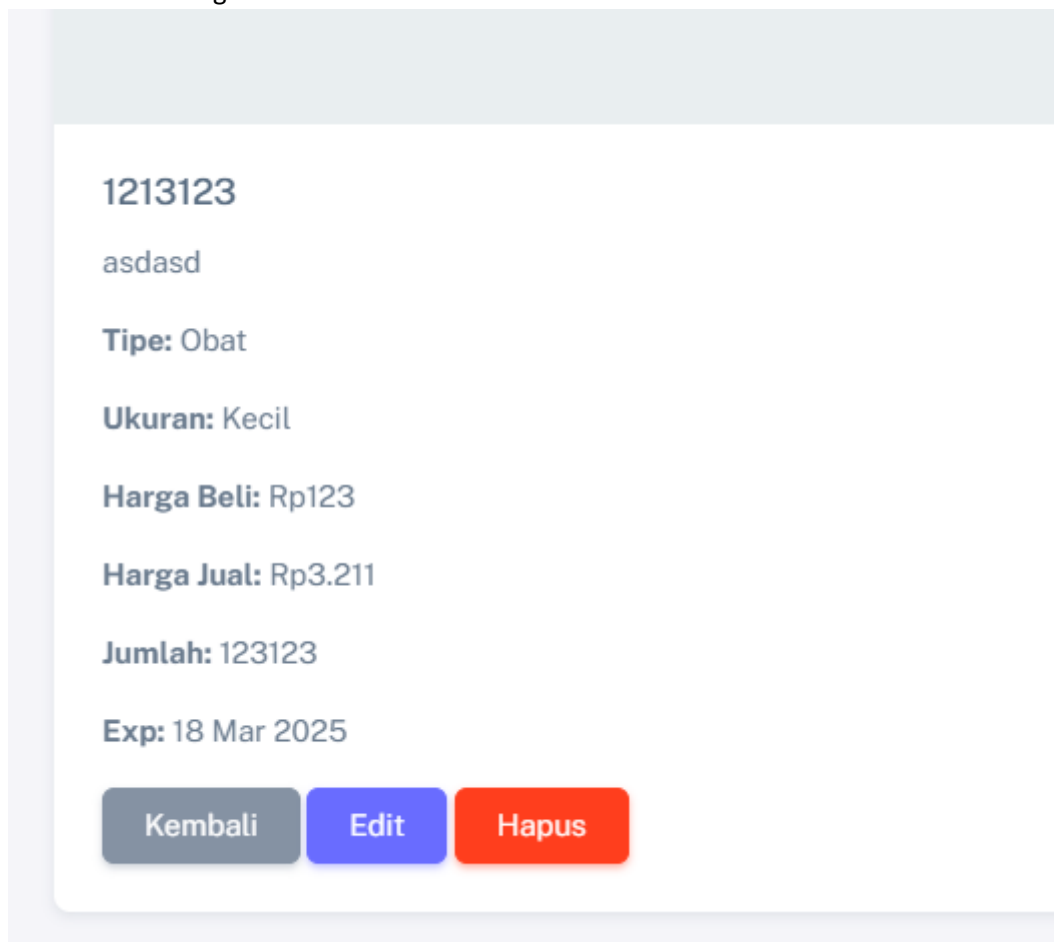 1213123
asdasd
Tipe: Obat
Ukuran: Kecil
Harga Beli: Rp123
Harga Jual: Rp3.211
Jumlah: 123123
Exp: 18 Mar 2025
Kembali Edit Hapus